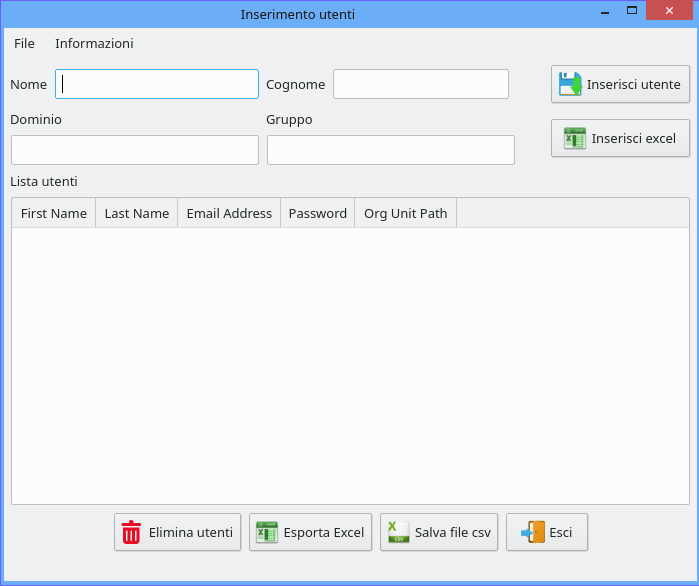 Inserimento utenti
File Informazioni
Nome Cognome Inserisci utente
Dominio Gruppo
Inserisci excel
Lista utenti
First Name Last Name Email Address Password Org Unit Path
Elimina utenti Esporta Excel Salva file csv Esci